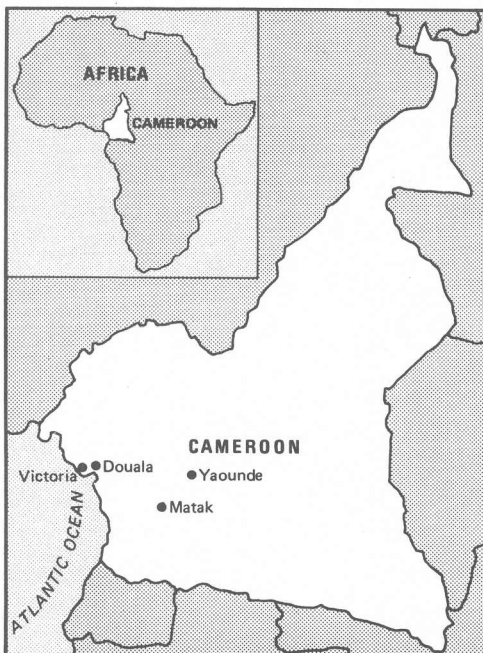 AFRICA
CAMEROON
CAMEROON
Victoria
Douala
Yaounde
Matak
ATLANTIC OCEAN